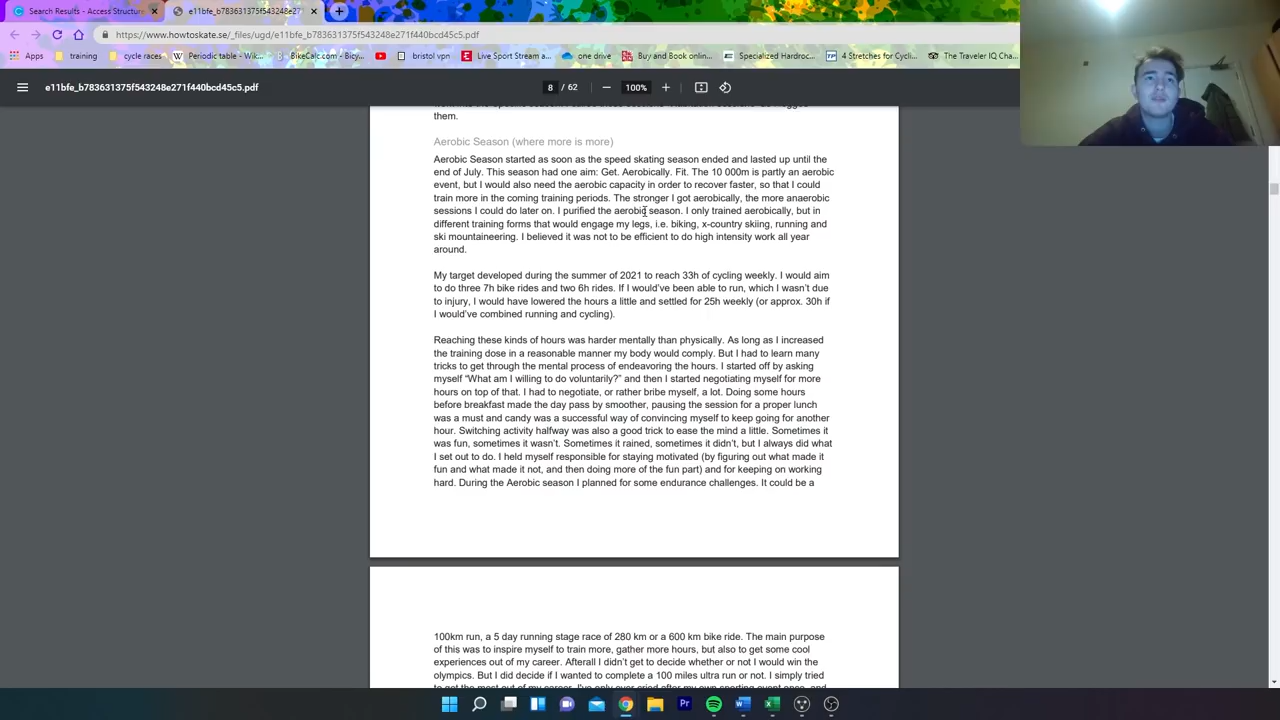 Search Results - Access Structure
e11bfe_b783631375f543248e271
https://www.howtoskate.se/_files/ugd/e11bfe_b783631375f543248e271f440bcd45c5.pdf
Apps training cycle races Periodic table - Wik... BikeCalc.com - Bicy... bristol vpn Live Sport Stream a... one drive Buy and Book onlin... Specialized Hardroc... 4 Stretches for Cycli... The Traveler IQ Cha...
e11bfe_b783631375f543248e271f440bcd45c5.pdf 8 / 62 100%
them.
Aerobic Season (where more is more)
Aerobic Season started as soon as the speed skating season ended and lasted up until the
end of July. This season had one aim: Get. Aerobically. Fit. The 10 000m is partly an aerobic
event, but I would also need the aerobic capacity in order to recover faster, so that I could
train more in the coming training periods. The stronger I got aerobically, the more anaerobic
sessions I could do later on. I purified the aerobic season. I only trained aerobically, but in
different training forms that would engage my legs, i.e. biking, x-country skiing, running and
ski mountaineering. I believed it was not to be efficient to do high intensity work all year
around.
My target developed during the summer of 2021 to reach 33h of cycling weekly. I would aim
to do three 7h bike rides and two 6h rides. If I would've been able to run, which I wasn't due
to injury, I would have lowered the hours a little and settled for 25h weekly (or approx. 30h if
I would've combined running and cycling).
Reaching these kinds of hours was harder mentally than physically. As long as I increased
the training dose in a reasonable manner my body would comply. But I had to learn many
tricks to get through the mental process of endeavoring the hours. I started off by asking
myself “What am I willing to do voluntarily?” and then I started negotiating myself for more
hours on top of that. I had to negotiate, or rather bribe myself, a lot. Doing some hours
before breakfast made the day pass by smoother, pausing the session for a proper lunch
was a must and candy was a successful way of convincing myself to keep going for another
hour. Switching activity halfway was also a good trick to ease the mind a little. Sometimes it
was fun, sometimes it wasn't. Sometimes it rained, sometimes it didn't, but I always did what
I set out to do. I held myself responsible for staying motivated (by figuring out what made it
fun and what made it not, and then doing more of the fun part) and for keeping on working
hard. During the Aerobic season I planned for some endurance challenges. It could be a
100km run, a 5 day running stage race of 280 km or a 600 km bike ride. The main purpose
of this was to inspire myself to train more, gather more hours, but also to get some cool
experiences out of my career. Afterall I didn't get to decide whether or not I would win the
olympics. But I did decide if I wanted to complete a 100 miles ultra run or not. I simply tried